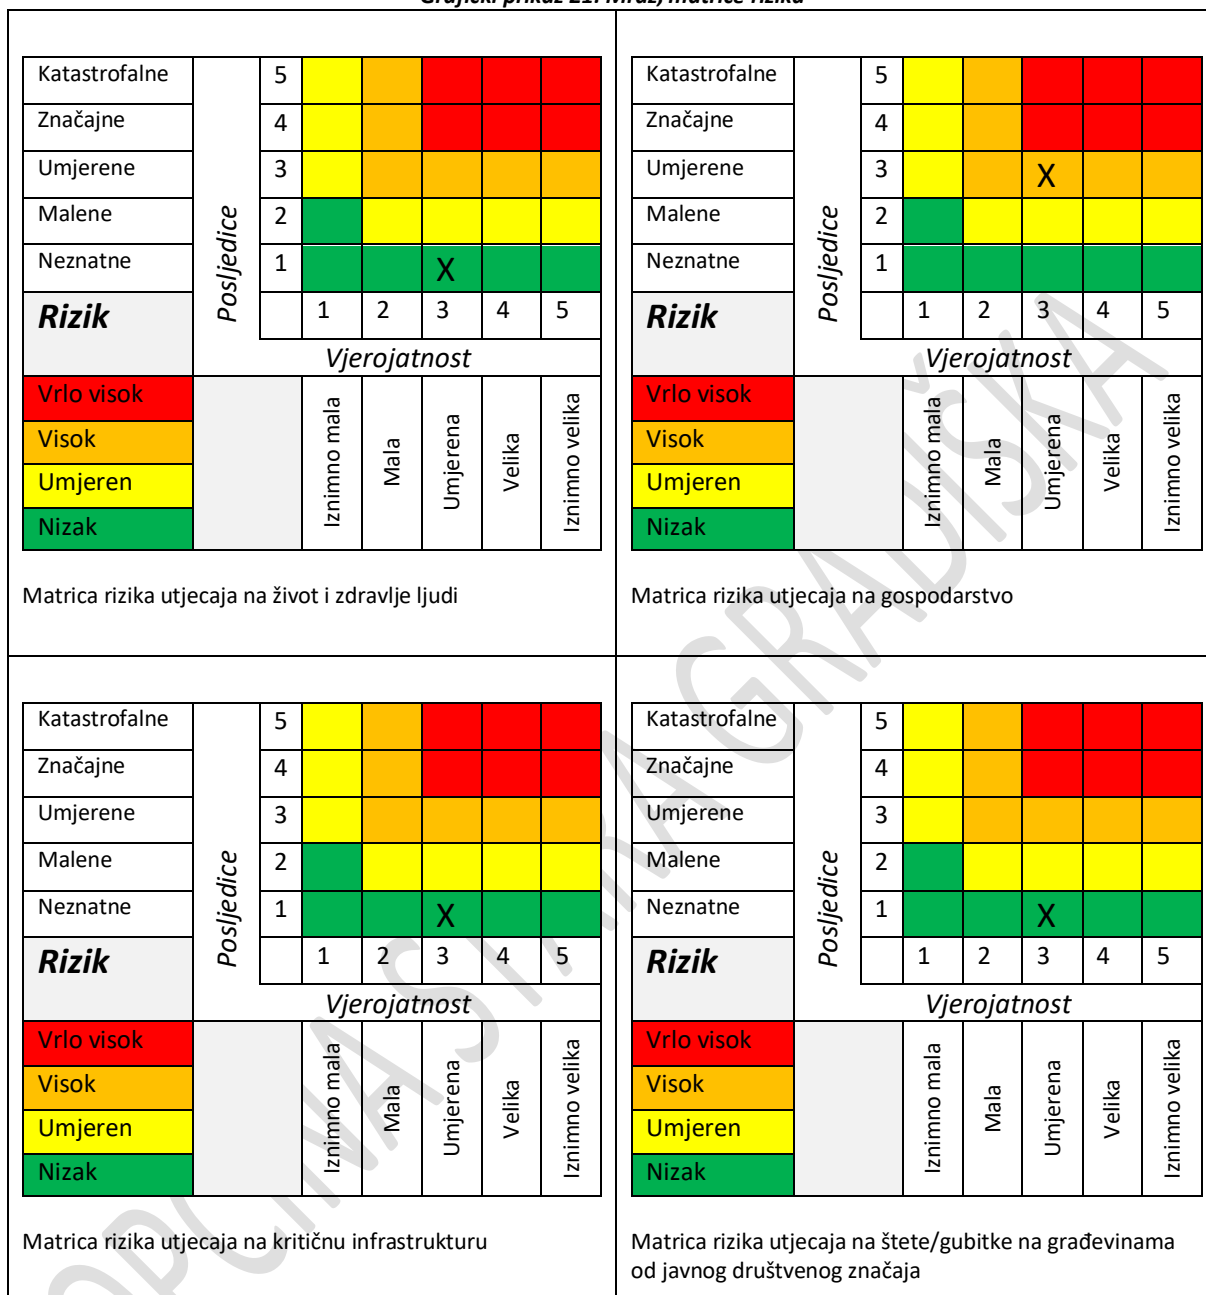 Grafički prikaz 21: Mraz, matrice rizika
Katastrofalne 5
Značajne 4
Umjerene 3
Malene 2
Neznatne 1 X
Posljedice
Rizik 1 2 3 4 5
Vjerojatnost
Vrlo visok
Visok
Umjeren
Nizak
Iznimno mala
Mala
Umjerena
Velika
Iznimno velika
Matrica rizika utjecaja na život i zdravlje ljudi
Katastrofalne 5
Značajne 4
Umjerene 3 X
Malene 2
Neznatne 1
Posljedice
Rizik 1 2 3 4 5
Vjerojatnost
Vrlo visok
Visok
Umjeren
Nizak
Iznimno mala
Mala
Umjerena
Velika
Iznimno velika
Matrica rizika utjecaja na gospodarstvo
Katastrofalne 5
Značajne 4
Umjerene 3
Malene 2
Neznatne 1 X
Posljedice
Rizik 1 2 3 4 5
Vjerojatnost
Vrlo visok
Visok
Umjeren
Nizak
Iznimno mala
Mala
Umjerena
Velika
Iznimno velika
Matrica rizika utjecaja na kritičnu infrastrukturu
Katastrofalne 5
Značajne 4
Umjerene 3
Malene 2
Neznatne 1 X
Posljedice
Rizik 1 2 3 4 5
Vjerojatnost
Vrlo visok
Visok
Umjeren
Nizak
Iznimno mala
Mala
Umjerena
Velika
Iznimno velika
Matrica rizika utjecaja na štete/gubitke na građevinama
od javnog društvenog značaja
OPĆINA STARA GRADIŠKA